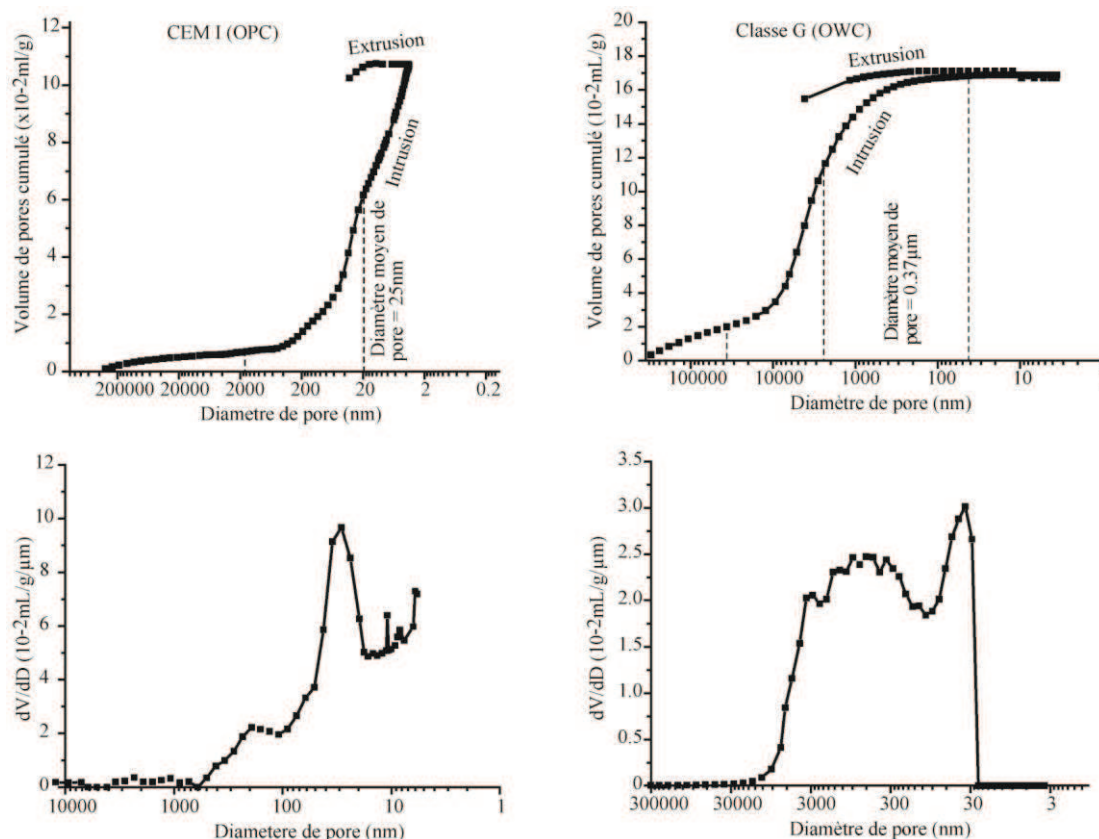 CEM I (OPC)
Extrusion
Intrusion
Diamètre moyen de
pore = 25nm
Volume de pores cumulé (x10-2ml/g)
12
10
8
6
4
2
0
200000 20000 2000 200 20 2 0.2
Diametre de pore (nm)
Classe G (OWC)
Extrusion
Intrusion
Diamètre moyen de
pore = 0.37µm
Volume de pores cumulé (10-2mL/g)
20
18
16
14
12
10
8
6
4
2
0
100000 10000 1000 100 10
Diamètre de pore (nm)
dV/dD (10-2mL/g/µm)
12
10
8
6
4
2
0
10000 1000 100 10 1
Diametere de pore (nm)
dV/dD (10-2mL/g/µm)
3.5
3.0
2.5
2.0
1.5
1.0
0.5
0
300000 30000 3000 300 30 3
Diamètre de pore (nm)